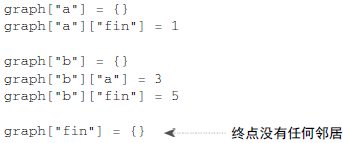 graph["a"] = {}
graph["a"]["fin"] = 1
graph["b"] = {}
graph["b"]["a"] = 3
graph["b"]["fin"] = 5
graph["fin"] = {} 终点没有任何邻居